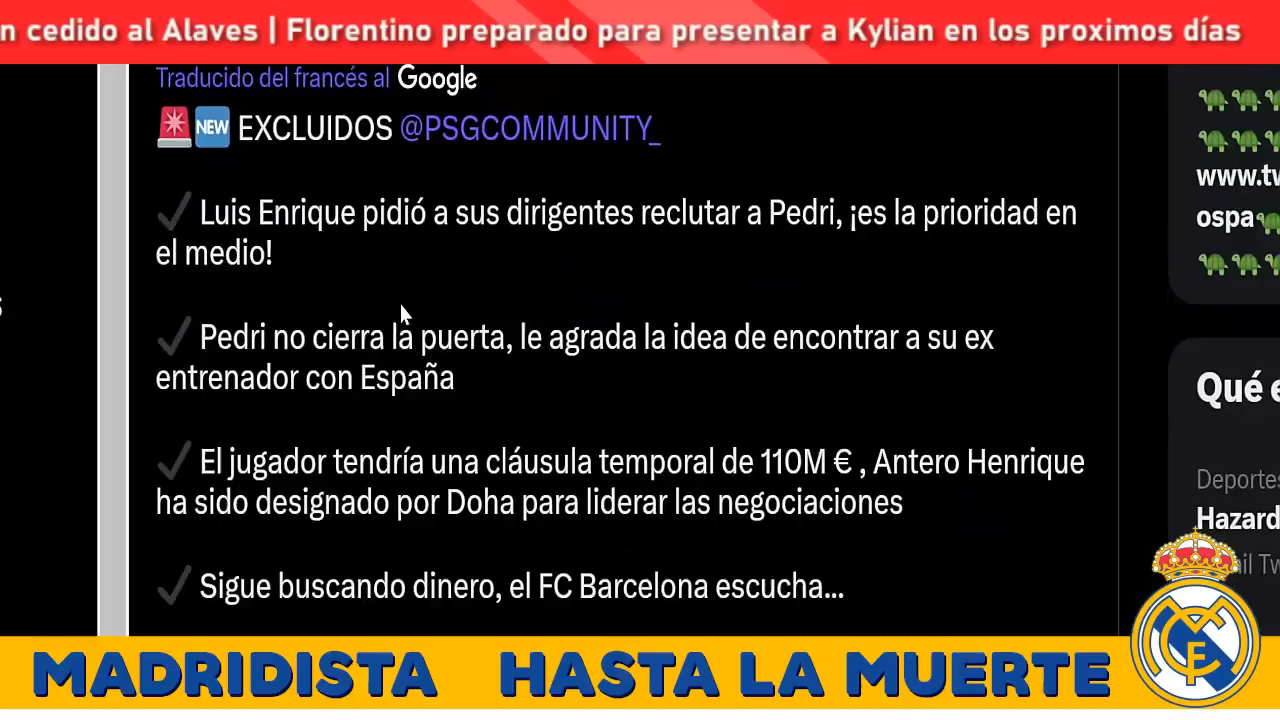 n cedido al Alaves | Florentino preparado para presentar a Kylian en los proximos días
Traducido del francés al Google
NEW EXCLUIDOS @PSGCOMMUNITY_
Luis Enrique pidió a sus dirigentes reclutar a Pedri, ¡es la prioridad en
el medio!
Pedri no cierra la puerta, le agrada la idea de encontrar a su ex
entrenador con España
El jugador tendría una cláusula temporal de 110M € , Antero Henrique
ha sido designado por Doha para liderar las negociaciones
Sigue buscando dinero, el FC Barcelona escucha...
www.tw
ospa
Qué e
Deportes
Hazard
ail Tw
MADRIDISTA HASTA LA MUERTE